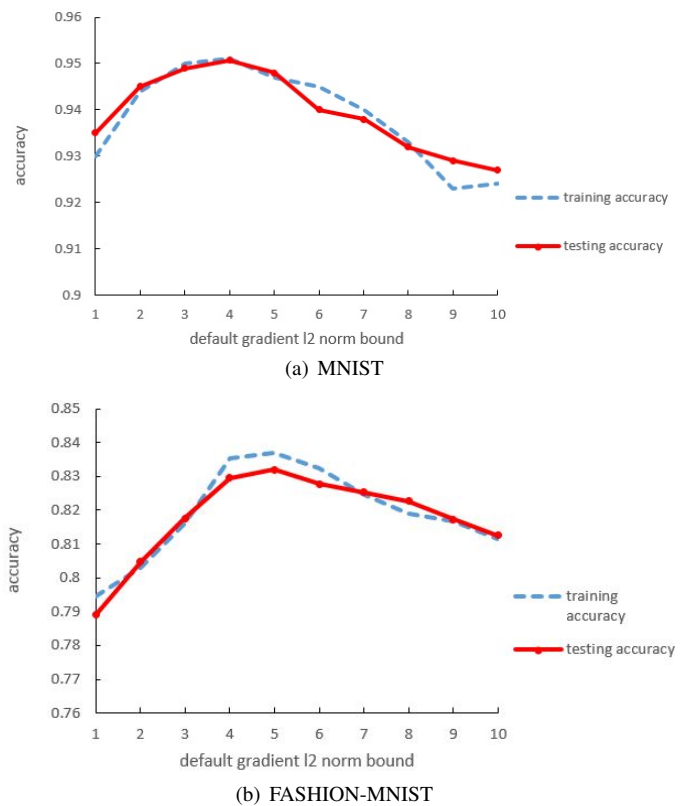 0.96
0.95
0.94
0.93
0.92
0.91
0.9
accuracy
1 2 3 4 5 6 7 8 9 10
default gradient l2 norm bound
training accuracy
testing accuracy
(a) MNIST
0.85
0.84
0.83
0.82
0.81
0.8
0.79
0.78
0.77
0.76
accuracy
1 2 3 4 5 6 7 8 9 10
default gradient l2 norm bound
training
accuracy
testing accuracy
(b) FASHION-MNIST